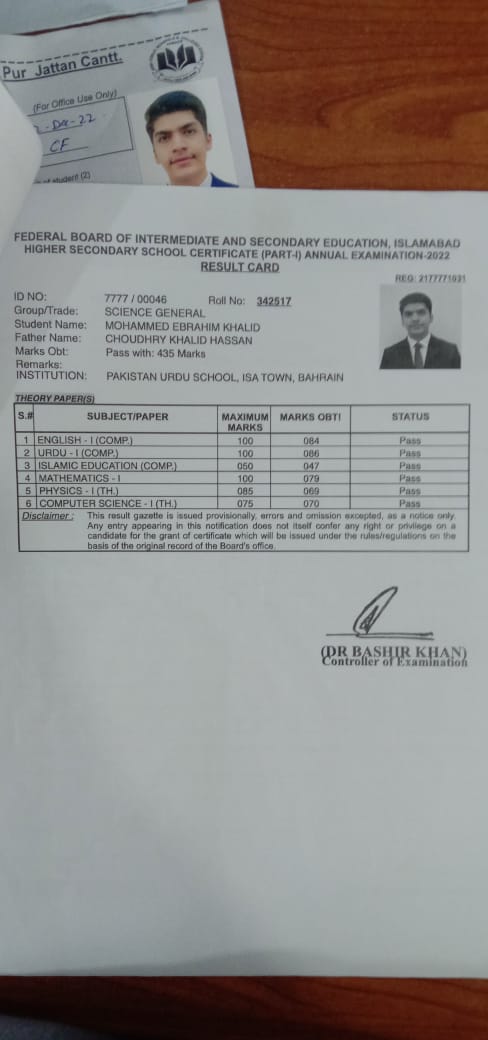 Pur Jattan Cantt.
(For Office Use Only)
-Dec-22
CF
student (2)
FEDERAL BOARD OF INTERMEDIATE AND SECONDARY EDUCATION, ISLAMABAD
HIGHER SECONDARY SCHOOL CERTIFICATE (PART-I) ANNUAL EXAMINATION-2022
RESULT CARD
REG: 2177771031
ID NO: 7777 / 00046 Roll No: 342517
Group/Trade: SCIENCE GENERAL
Student Name: MOHAMMED EBRAHIM KHALID
Father Name: CHOUDHRY KHALID HASSAN
Marks Obt: Pass with: 435 Marks
Remarks:
INSTITUTION: PAKISTAN URDU SCHOOL, ISA TOWN, BAHRAIN
THEORY PAPER(S)
S.# SUBJECT/PAPER MAXIMUM MARKS MARKS OBT! STATUS
1 ENGLISH - I (COMP.) 100 084 Pass
2 URDU - I (COMP.) 100 086 Pass
3 ISLAMIC EDUCATION (COMP.) 050 047 Pass
4 MATHEMATICS - I 100 079 Pass
5 PHYSICS - I (TH.) 085 069 Pass
6 COMPUTER SCIENCE - I (TH.) 075 070 Pass
Disclaimer : This result gazette is issued provisionally, errors and omission excepted, as a notice only.
Any entry appearing in this notification does not itself confer any right or privilege on a
candidate for the grant of certificate which will be issued under the rules/regulations on the
basis of the original record of the Board's office.
(DR BASHIR KHAN)
Controller of Examination